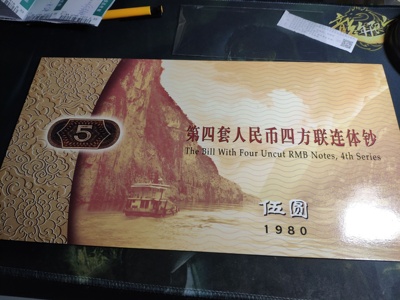 5
第四套人民币四方联连体钞
The Bill With Four Uncut RMB Notes, 4th Series
伍圆
1980